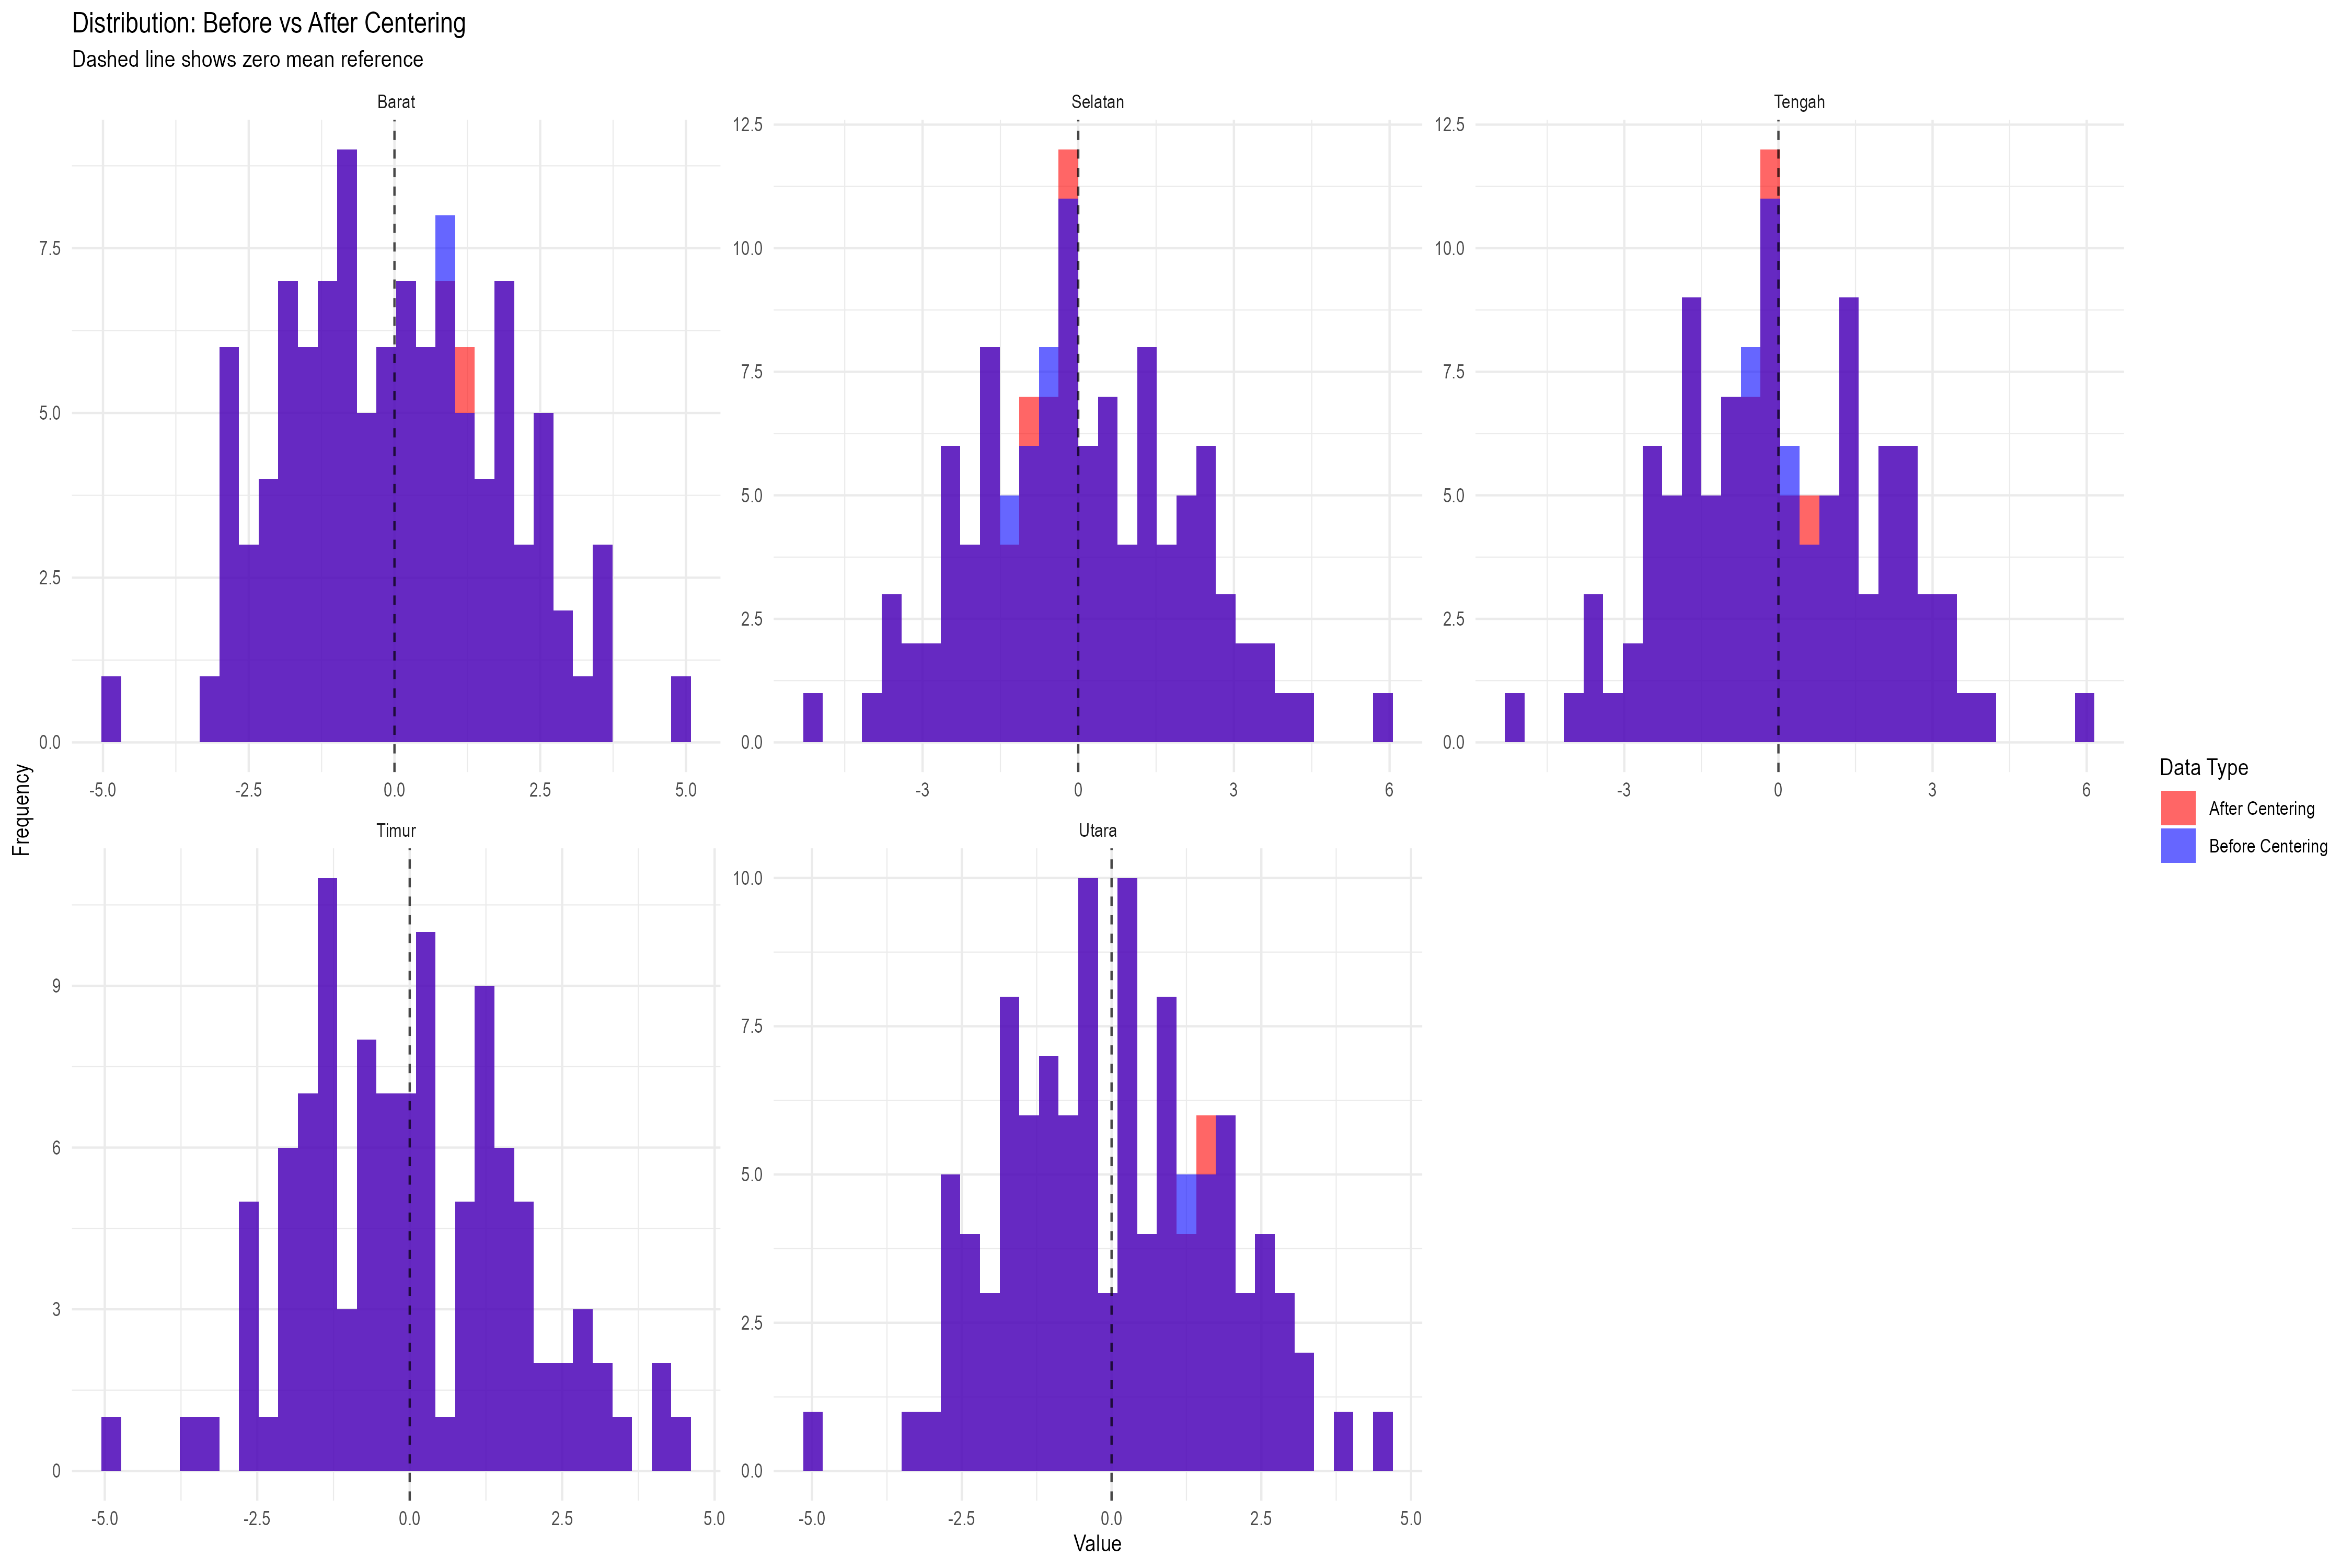 Distribution: Before vs After Centering
Dashed line shows zero mean reference
Barat
Selatan
Tengah
7.5
5.0
2.5
0.0
12.5
10.0
7.5
5.0
2.5
0.0
12.5
10.0
7.5
5.0
2.5
0.0
-5.0 -2.5 0.0 2.5 5.0
-3 0 3 6
-3 0 3 6
Frequency
Timur
Utara
9
6
3
0
10.0
7.5
5.0
2.5
0.0
-5.0 -2.5 0.0 2.5 5.0
-5.0 -2.5 0.0 2.5 5.0
Value
Data Type
After Centering
Before Centering